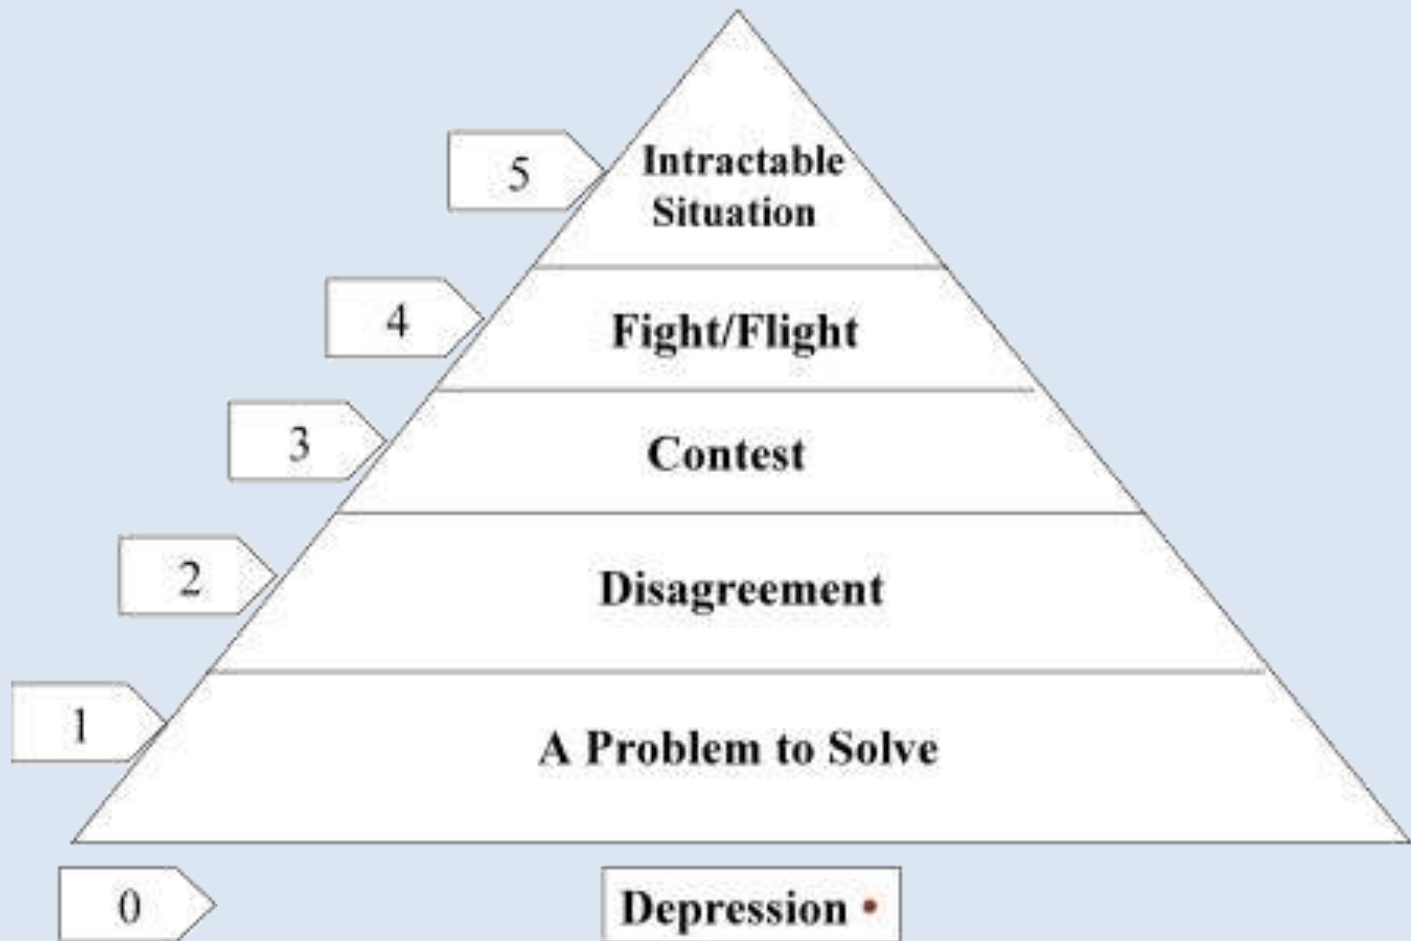 5
Intractable
Situation
4
Fight/Flight
3
Contest
2
Disagreement
1
A Problem to Solve
0
Depression •